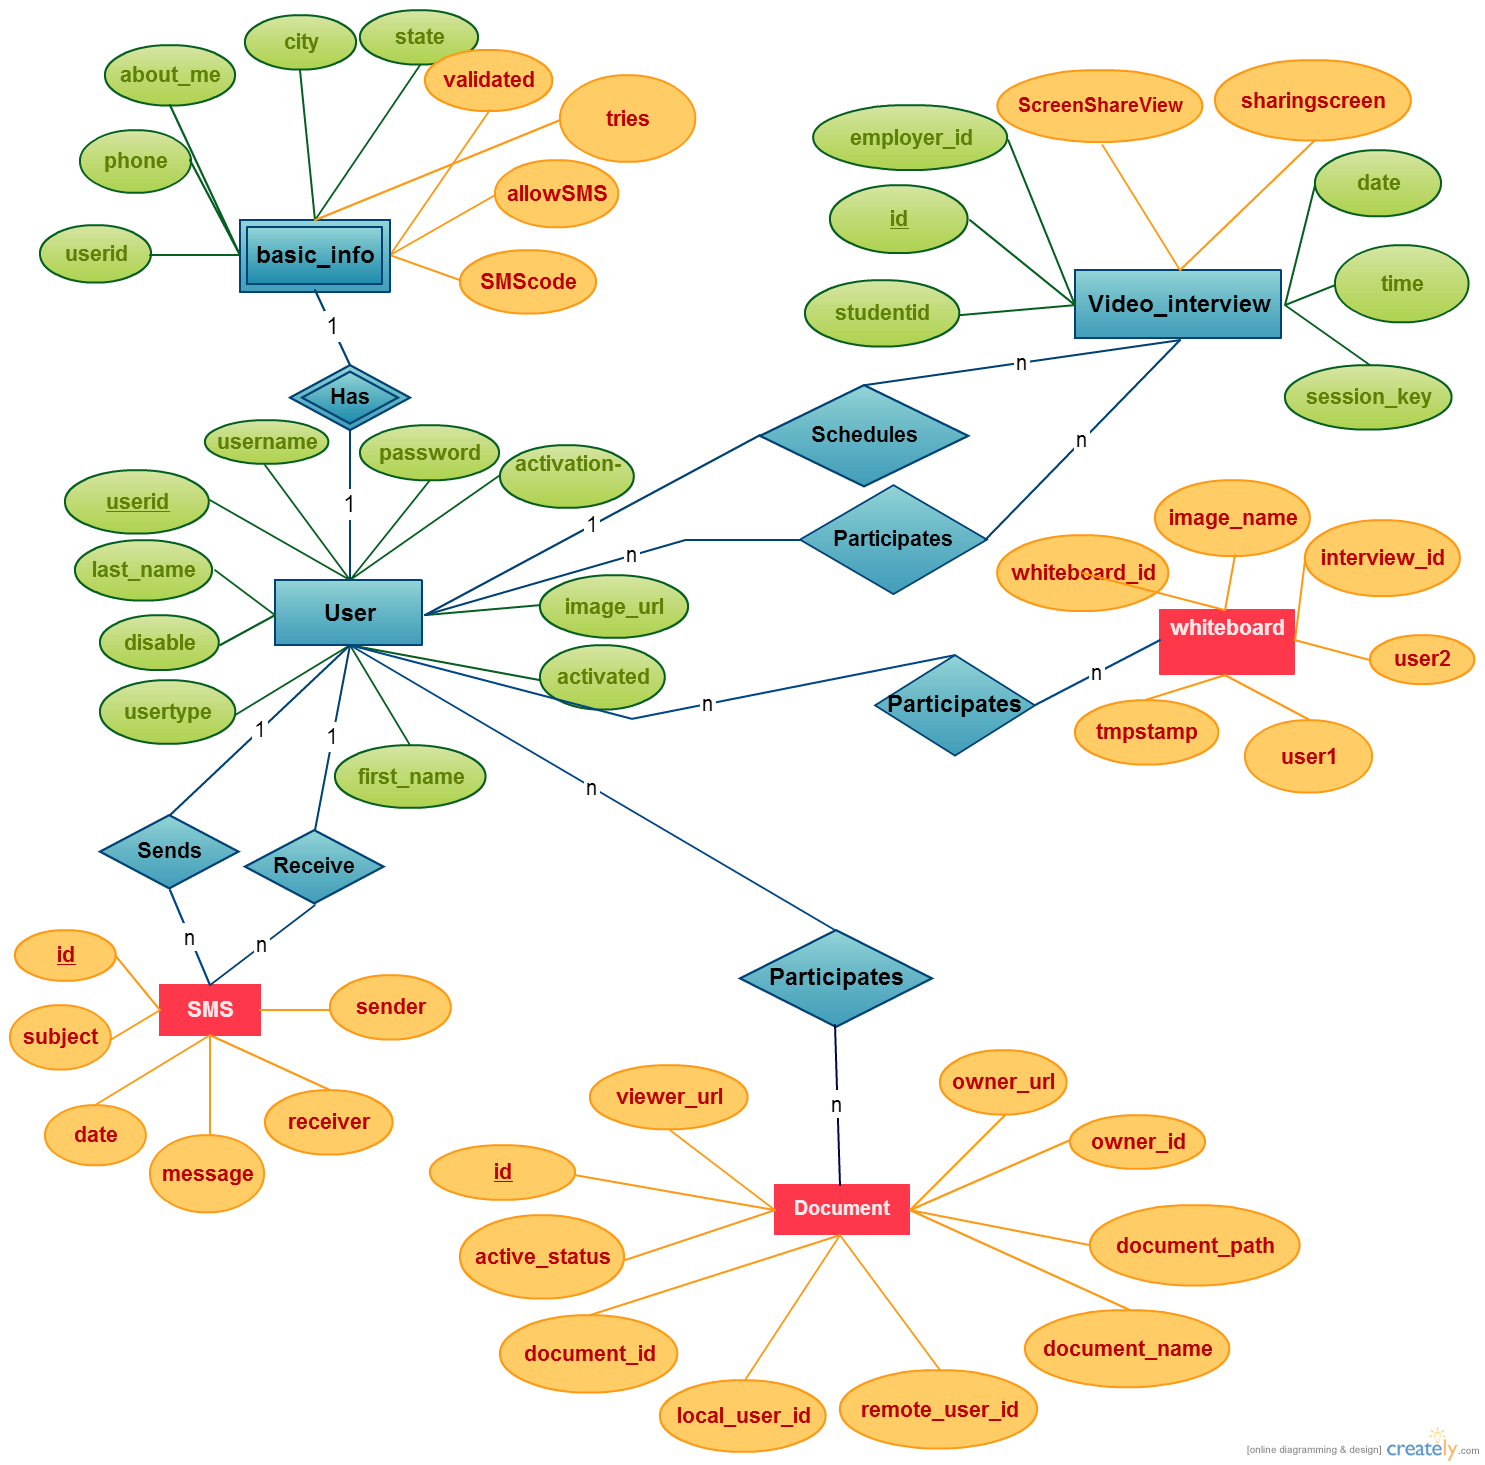 city
state
about_me
validated
tries
phone
allowSMS
userid
basic_info
SMScode
1
Has
ScreenShareView
sharingscreen
employer_id
date
id
time
studentid
Video_interview
session_key
n
Schedules
n
1
Participates
n
username
password
activation-
userid
1
last_name
User
image_url
disable
activated
usertype
first_name
image_name
whiteboard_id
interview_id
whiteboard
user2
n
Participates
n
tmpstamp
user1
1
1
n
Sends
Receive
n
n
id
SMS
sender
subject
date
receiver
message
Participates
n
viewer_url
owner_url
owner_id
id
Document
active_status
document_path
document_id
document_name
local_user_id
remote_user_id
[online diagramming & design] creately.com